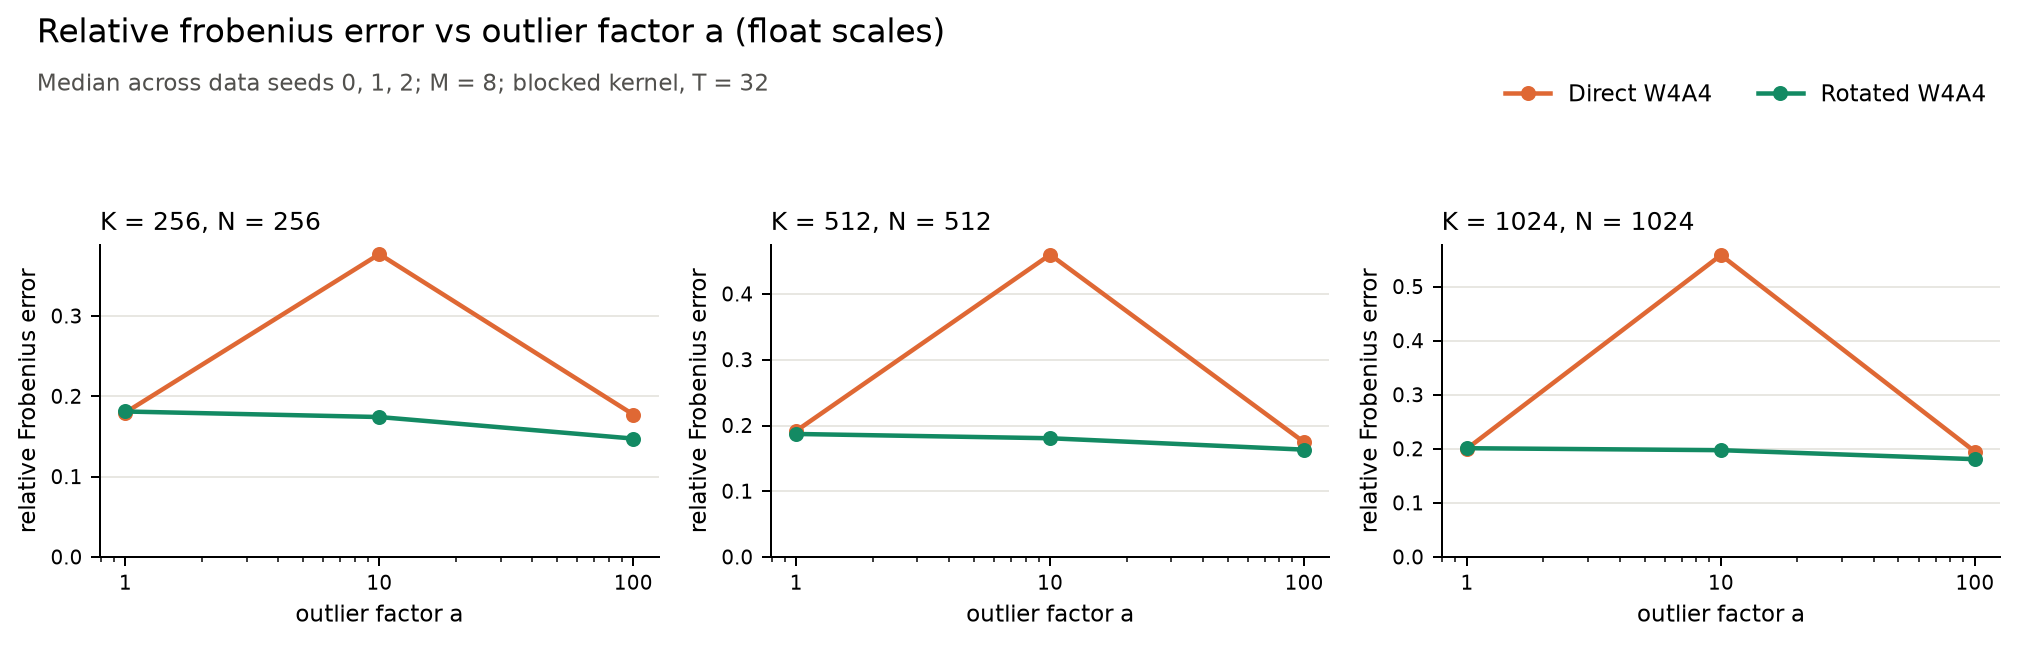 Relative frobenius error vs outlier factor a (float scales)
Median across data seeds 0, 1, 2; M = 8; blocked kernel, T = 32
Direct W4A4
Rotated W4A4
K = 256, N = 256
relative Frobenius error
0.3
0.2
0.1
0.0
1
10
100
outlier factor a
K = 512, N = 512
relative Frobenius error
0.4
0.3
0.2
0.1
0.0
1
10
100
outlier factor a
K = 1024, N = 1024
relative Frobenius error
0.5
0.4
0.3
0.2
0.1
0.0
1
10
100
outlier factor a